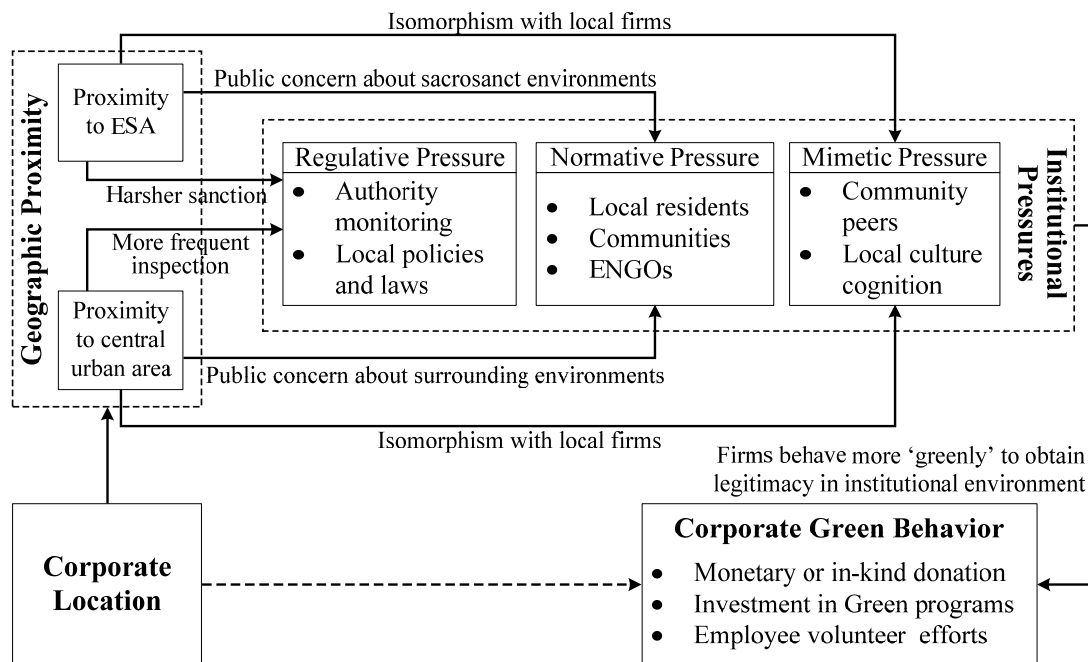 Isomorphism with local firms
Geographic Proximity
Proximity
to ESA
Public concern about sacrosanct environments
Harsher sanction
More frequent
inspection
Proximity
to central
urban area
Public concern about surrounding environments
Isomorphism with local firms
Regulative Pressure
● Authority
monitoring
● Local policies
and laws
Normative Pressure
● Local residents
● Communities
● ENGOs
Mimetic Pressure
● Community
peers
● Local culture
cognition
Institutional
Pressures
Firms behave more ‘greenly’ to obtain
legitimacy in institutional environment
Corporate
Location
Corporate Green Behavior
● Monetary or in-kind donation
● Investment in Green programs
● Employee volunteer efforts